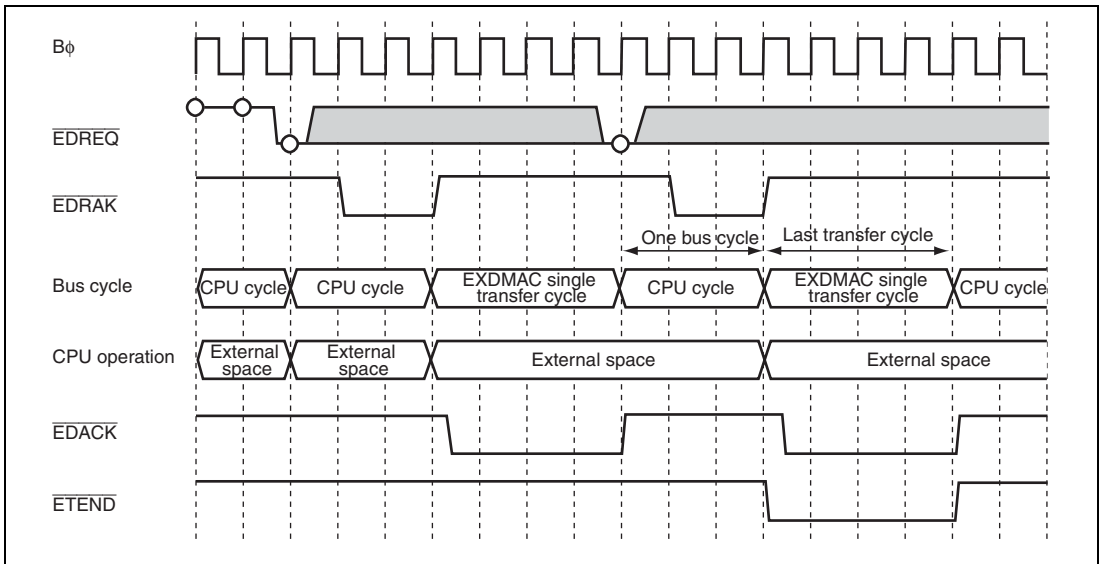 Bφ
EDREQ
EDRAK
One bus cycle
Last transfer cycle
Bus cycle
CPU cycle
CPU cycle
EXDMAC single
transfer cycle
CPU cycle
EXDMAC single
transfer cycle
CPU cycle
CPU operation
External
space
External
space
External space
External space
EDACK
ETEND